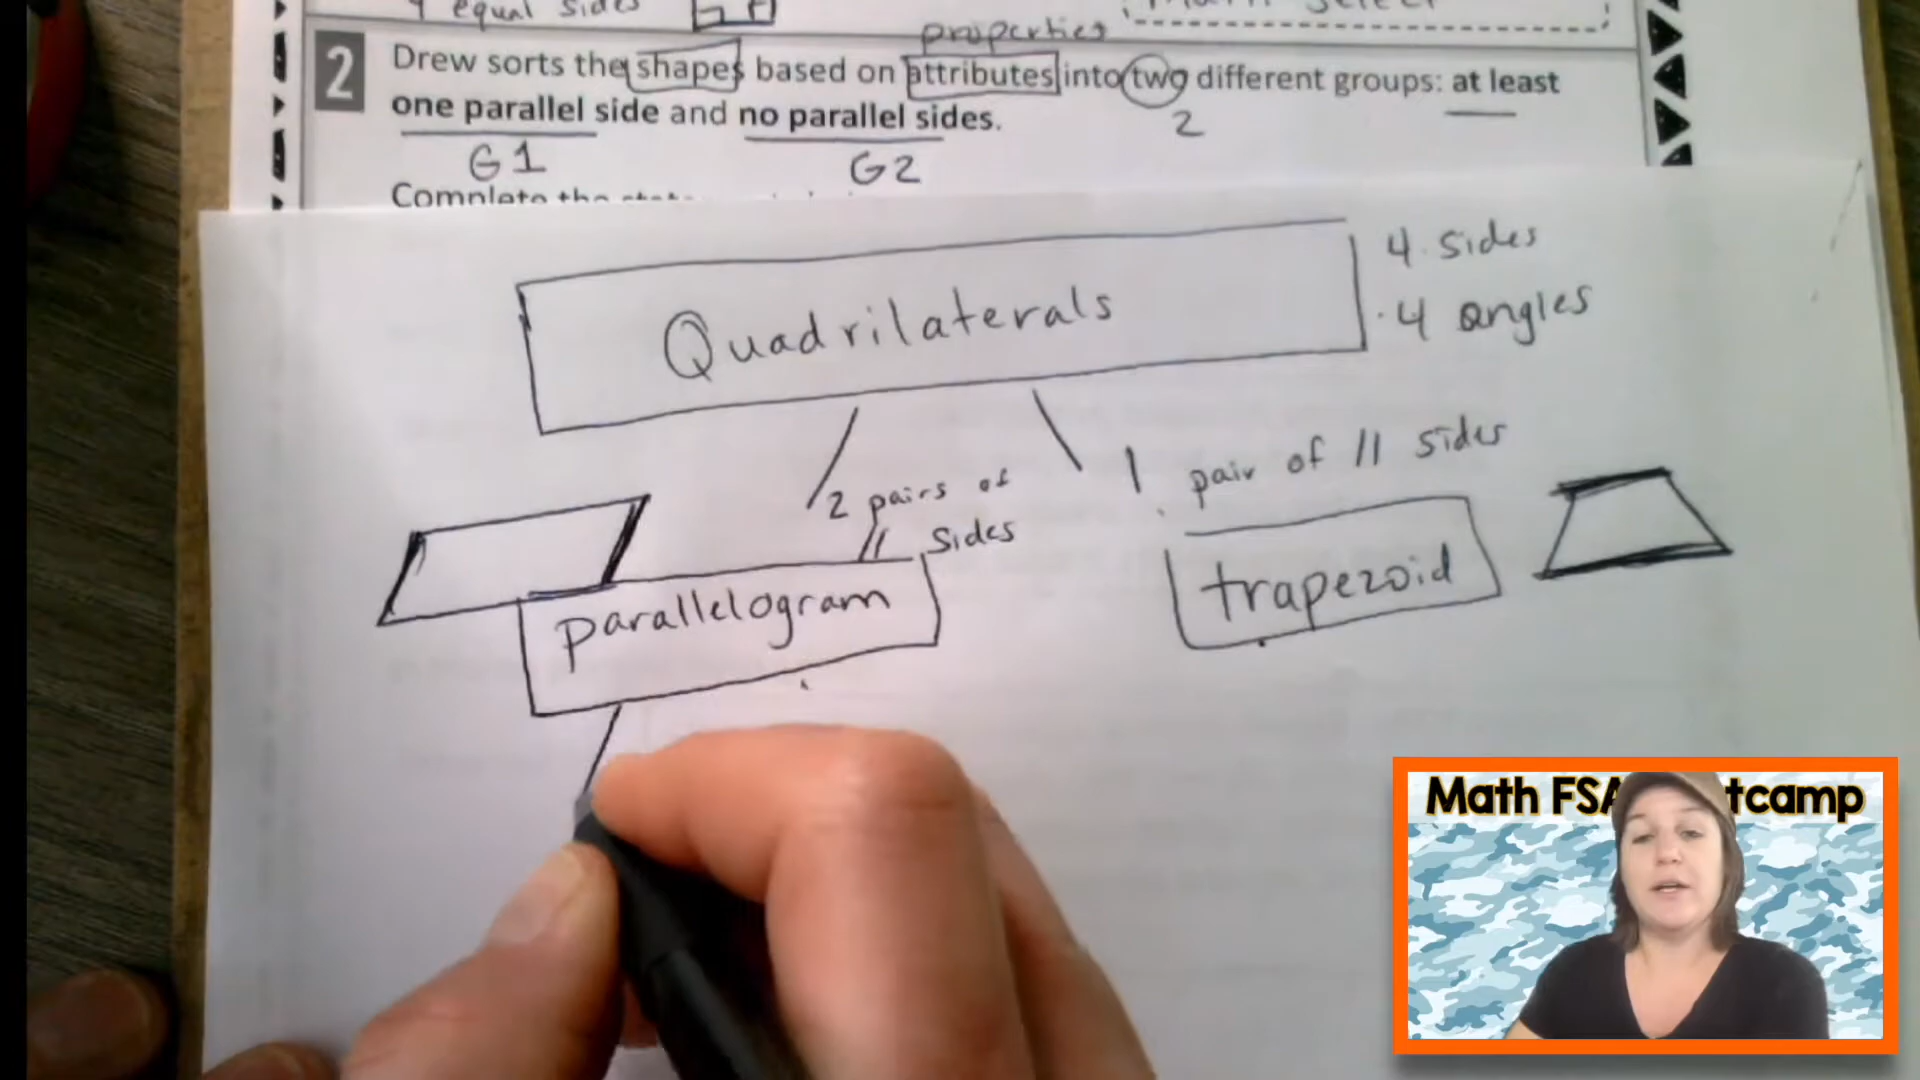 equal sides
properties
2 Drew sorts the shapes based on attributes into two different groups: at least
one parallel side and no parallel sides.
2
G1 G2
Complete the
Quadrilaterals
4 sides
4 angles
2 pairs of
// sides
1 pair of // sides
parallelogram
trapezoid
Math FSA
tcamp